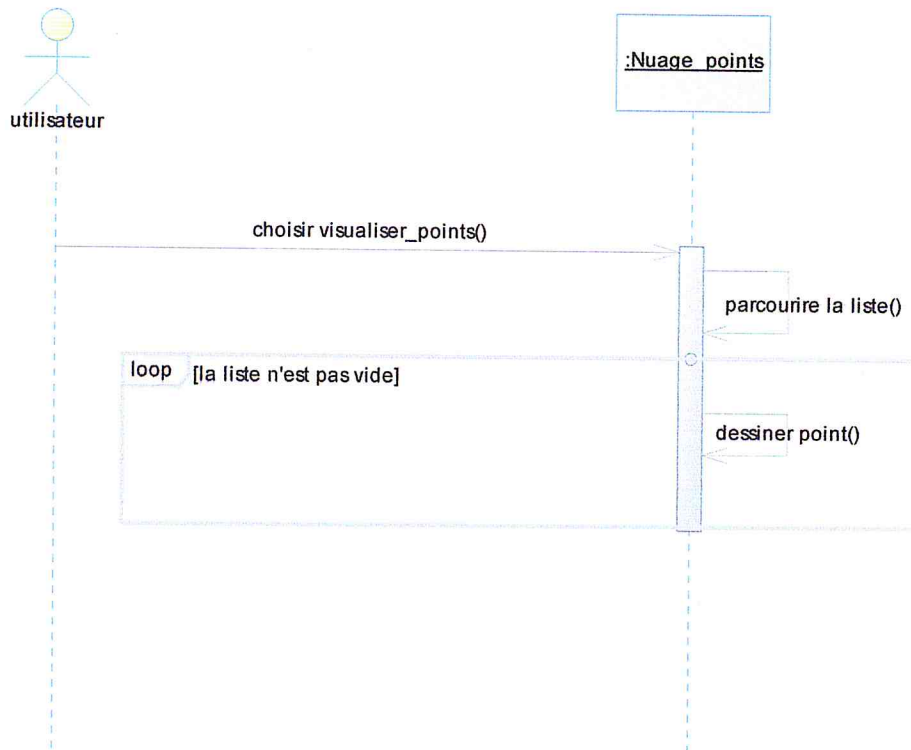 :Nuage_points
utilisateur
choisir visualiser_points()
parcourire la liste()
loop [la liste n'est pas vide]
dessiner point()